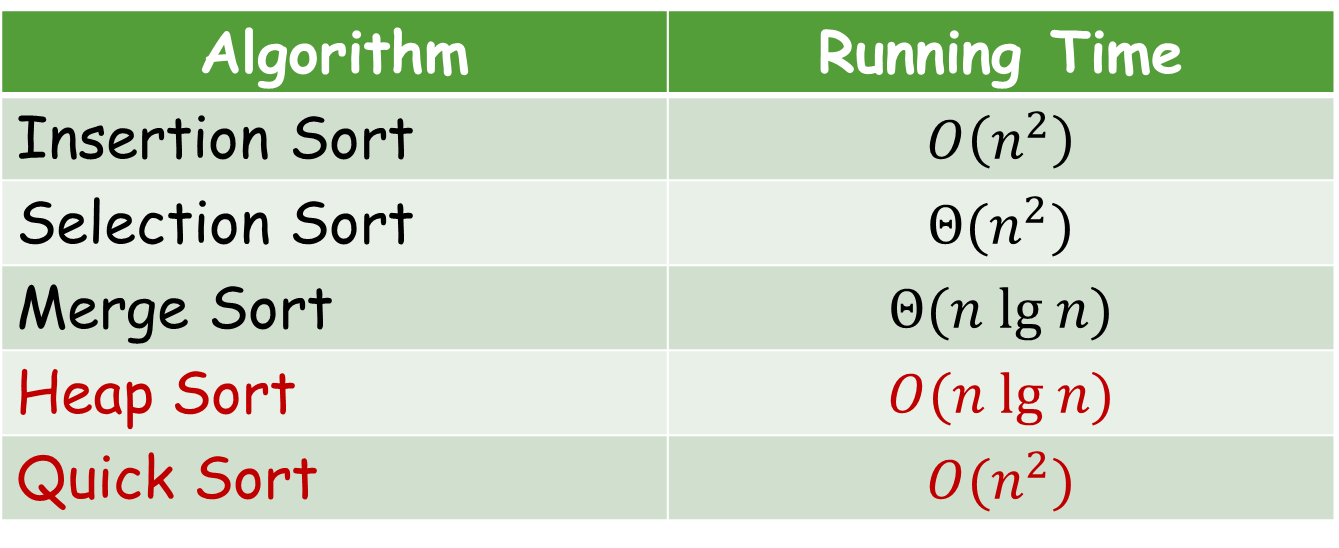 Algorithm Running Time
Insertion Sort O(n²)
Selection Sort Θ(n²)
Merge Sort Θ(n lg n)
Heap Sort O(n lg n)
Quick Sort O(n²)